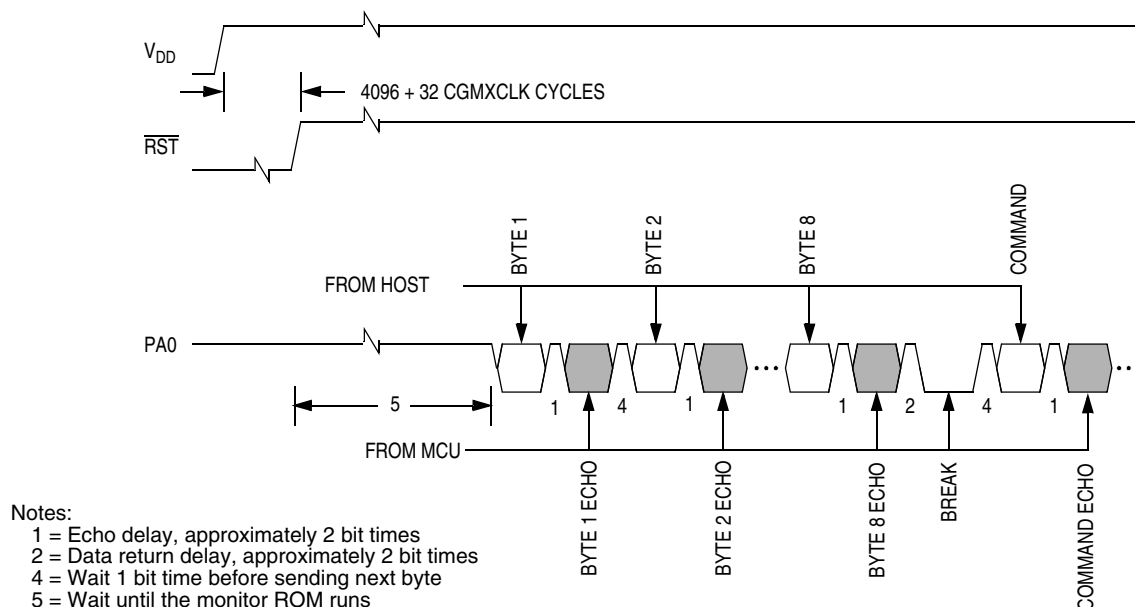 VDD
4096 + 32 CGMXCLK CYCLES
RST
BYTE 1
BYTE 2
BYTE 8
COMMAND
FROM HOST
PA0
5
1
4
1
1
2
4
1
FROM MCU
BYTE 1 ECHO
BYTE 2 ECHO
BYTE 8 ECHO
BREAK
COMMAND ECHO
Notes:
1 = Echo delay, approximately 2 bit times
2 = Data return delay, approximately 2 bit times
4 = Wait 1 bit time before sending next byte
5 = Wait until the monitor ROM runs